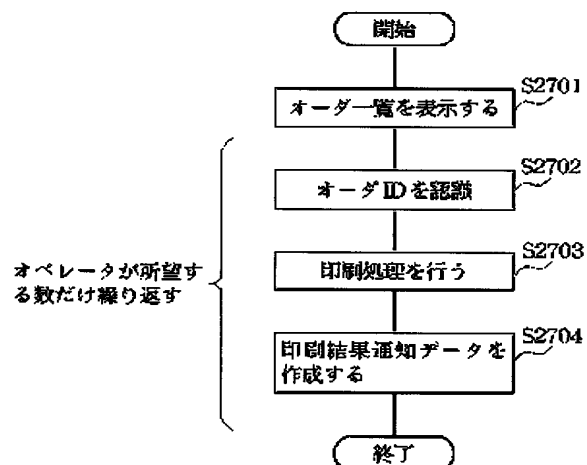 開始
S2701
オーダ一覧を表示する
S2702
オーダIDを認識
S2703
オペレータが所望す
る数だけ繰り返す
印刷処理を行う
S2704
印刷結果通知データを
作成する
終了